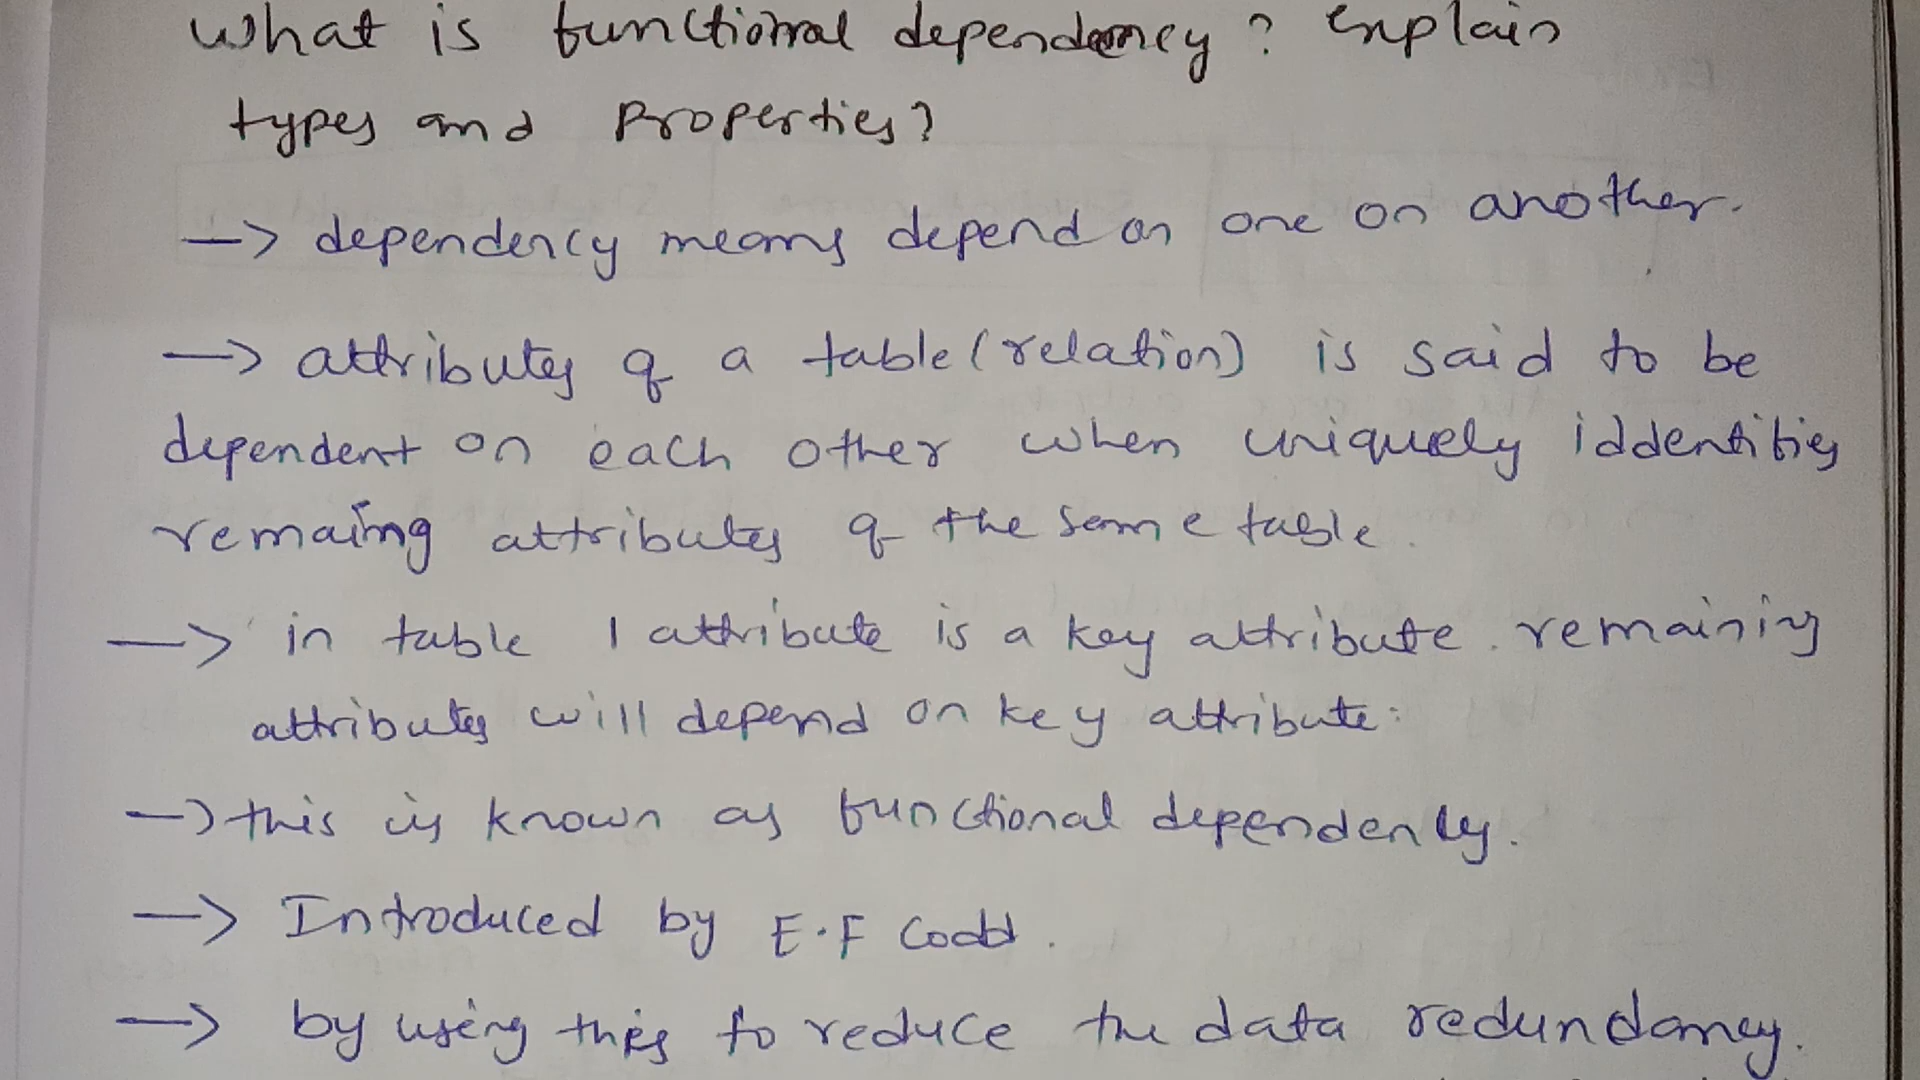 What is functional dependency? Explain
types and properties?
-> dependency means depend on one on another.
-> attributes of a table (relation) is said to be
dependent on each other when uniquely iddentifies
remaing attributes of the same table.
-> in table 1 attribute is a key attribute. remaining
attributes will depend on key attribute.
-> this is known as functional dependency.
-> Introduced by E.F Codd.
-> by using this to reduce the data redundancy.